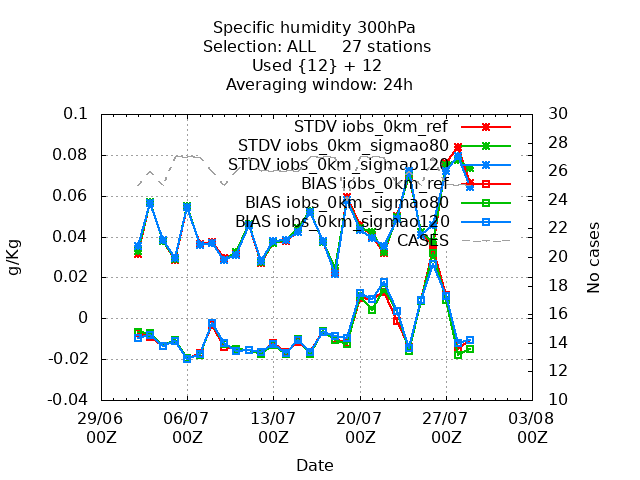 Specific humidity 300hPa
Selection: ALL     27 stations
Used {12} + 12
Averaging window: 24h
0.1
0.08
0.06
0.04
0.02
0
-0.02
-0.04
g/Kg
STDV iobs_0km_ref
STDV iobs_0km_sigmao80
STDV iobs_0km_sigmao120
BIAS iobs_0km_ref
BIAS iobs_0km_sigmao80
BIAS iobs_0km_sigmao120
CASES
30
28
26
24
22
20
18
16
14
12
10
No cases
29/06 06/07 13/07 20/07 27/07 03/08
00Z 00Z 00Z 00Z 00Z 00Z
Date